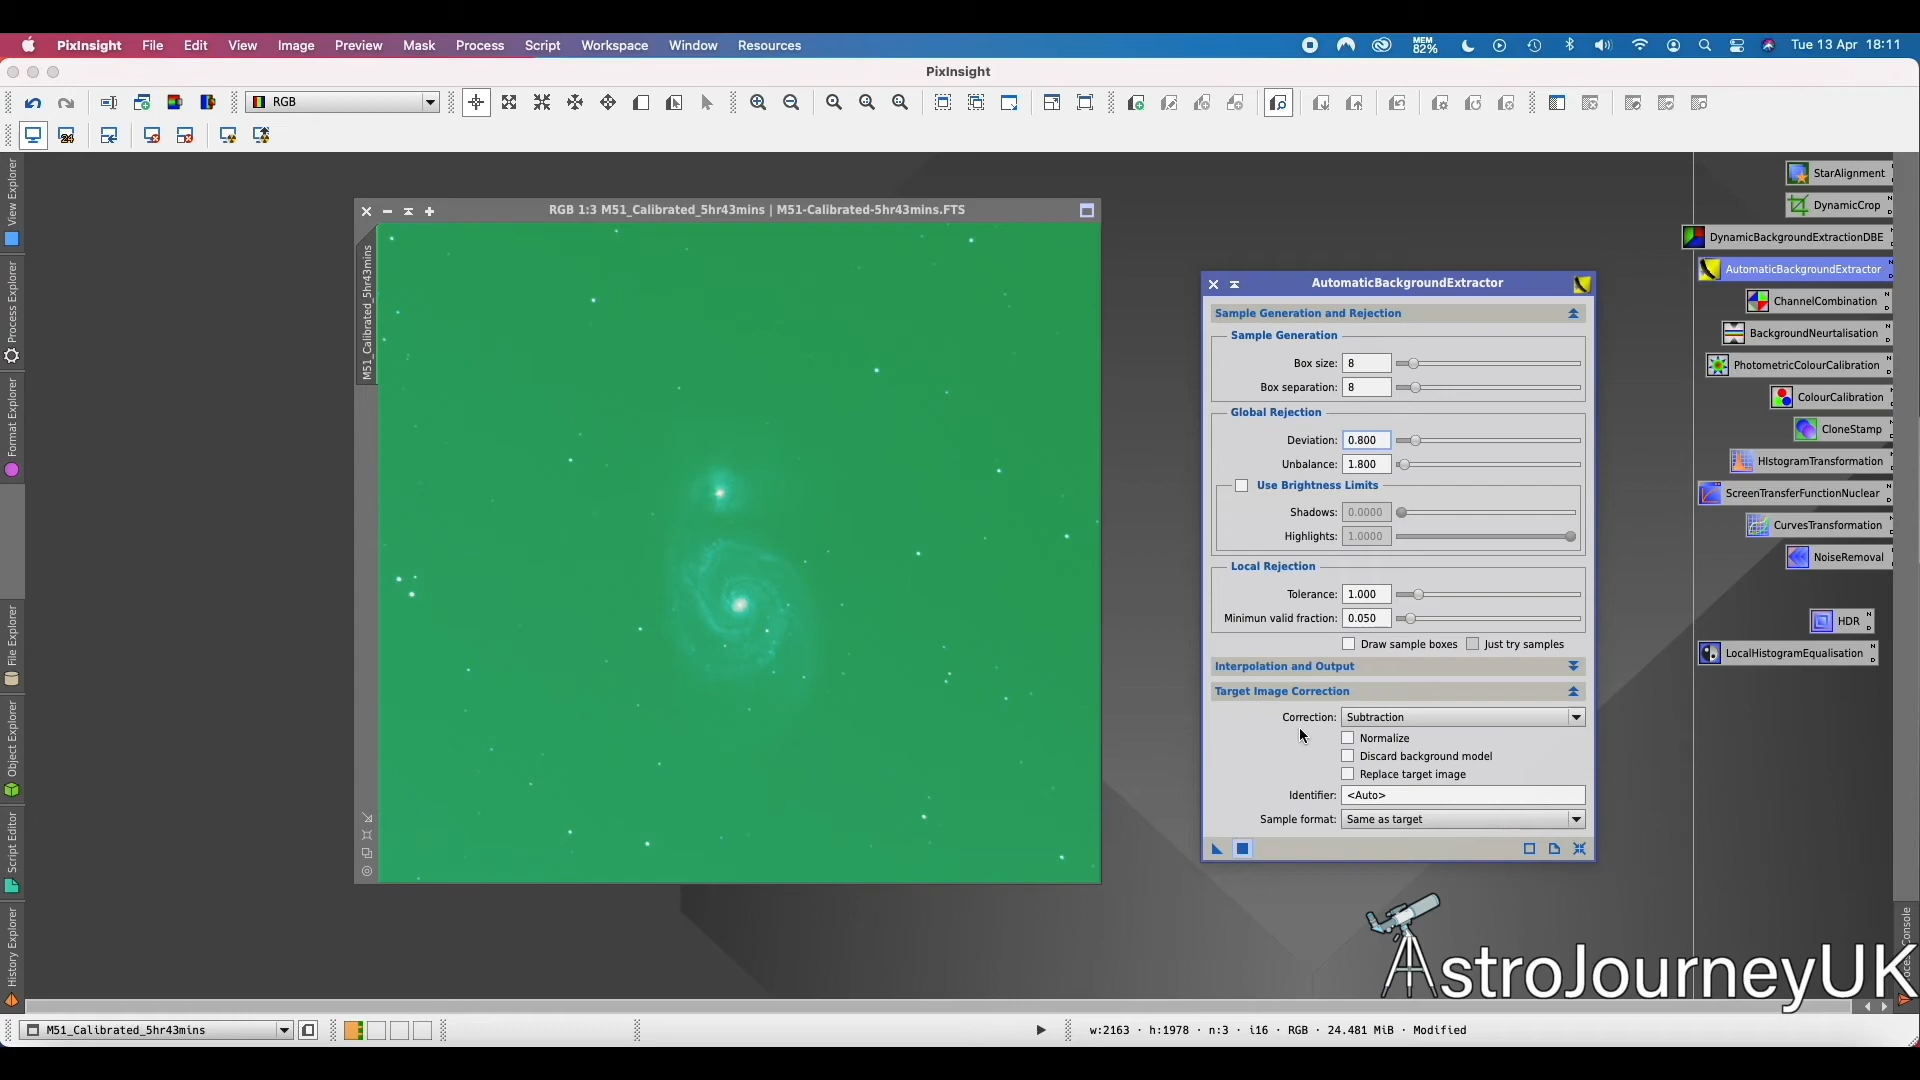 PixInsight File Edit View Image Preview Mask Process Script Workspace Window Resources
MEM 82%
Tue 13 Apr 18:11
PixInsight
RGB
24
View Explorer
Process Explorer
Format Explorer
File Explorer
Object Explorer
Script Editor
History Explorer
RGB 1:3 M51_Calibrated_5hr43mins | M51-Calibrated-5hr43mins.FTS
M51_Calibrated_5hr43mins
AutomaticBackgroundExtractor
Sample Generation and Rejection
Sample Generation
Box size: 8
Box separation: 8
Global Rejection
Deviation: 0.800
Unbalance: 1.800
Use Brightness Limits
Shadows: 0.0000
Highlights: 1.0000
Local Rejection
Tolerance: 1.000
Minimun valid fraction: 0.050
Draw sample boxes Just try samples
Interpolation and Output
Target Image Correction
Correction: Subtraction
Normalize
Discard background model
Replace target image
Identifier: <Auto>
Sample format: Same as target
StarAlignment
DynamicCrop
DynamicBackgroundExtractionDBE
AutomaticBackgroundExtractor
ChannelCombination
BackgroundNeurtalisation
PhotometricColourCalibration
ColourCalibration
CloneStamp
HIstogramTransformation
ScreenTransferFunctionNuclear
CurvesTransformation
NoiseRemoval
HDR
LocalHistogramEqualisation
AstroJourneyUK
M51_Calibrated_5hr43mins
w:2163 · h:1978 · n:3 · i16 · RGB · 24.481 MiB · Modified